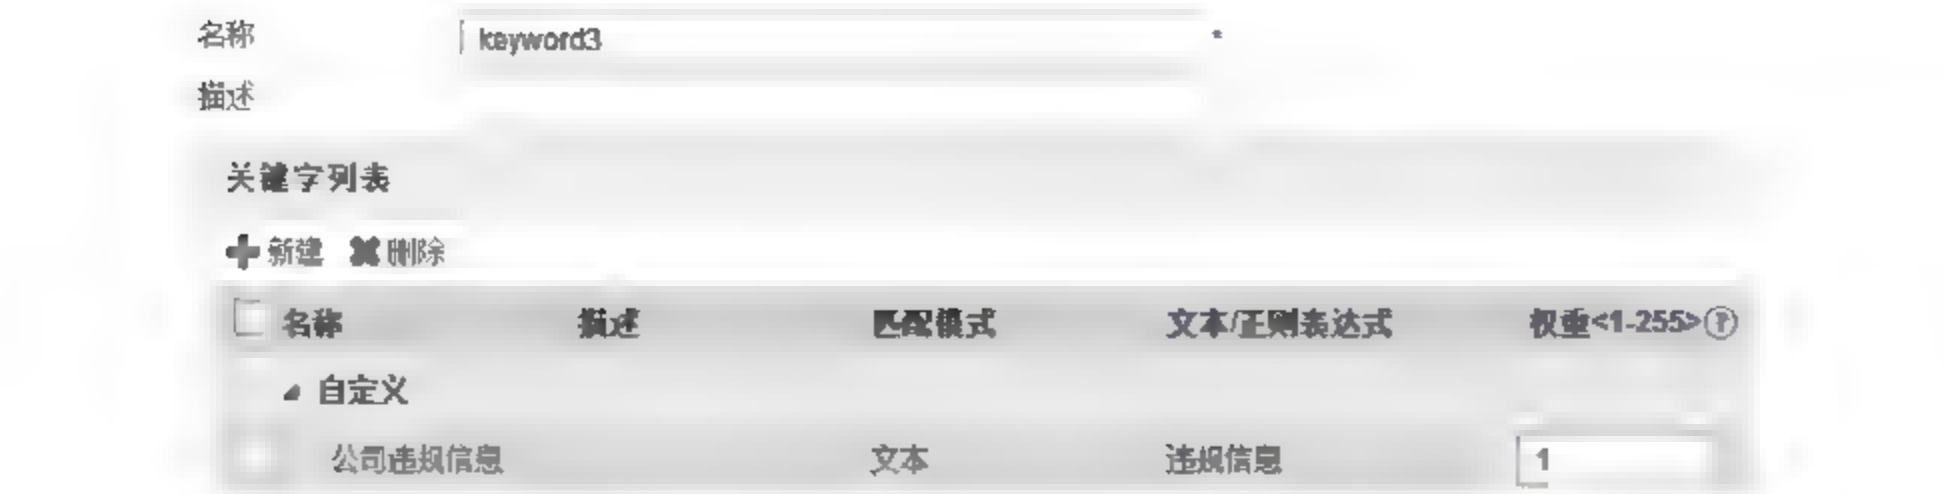 名称 keyword3 *
描述
关键字列表
新建 删除
名称 描述 匹配模式 文本/正则表达式 权重<1-255>?
自定义
公司违规信息 文本 违规信息 1